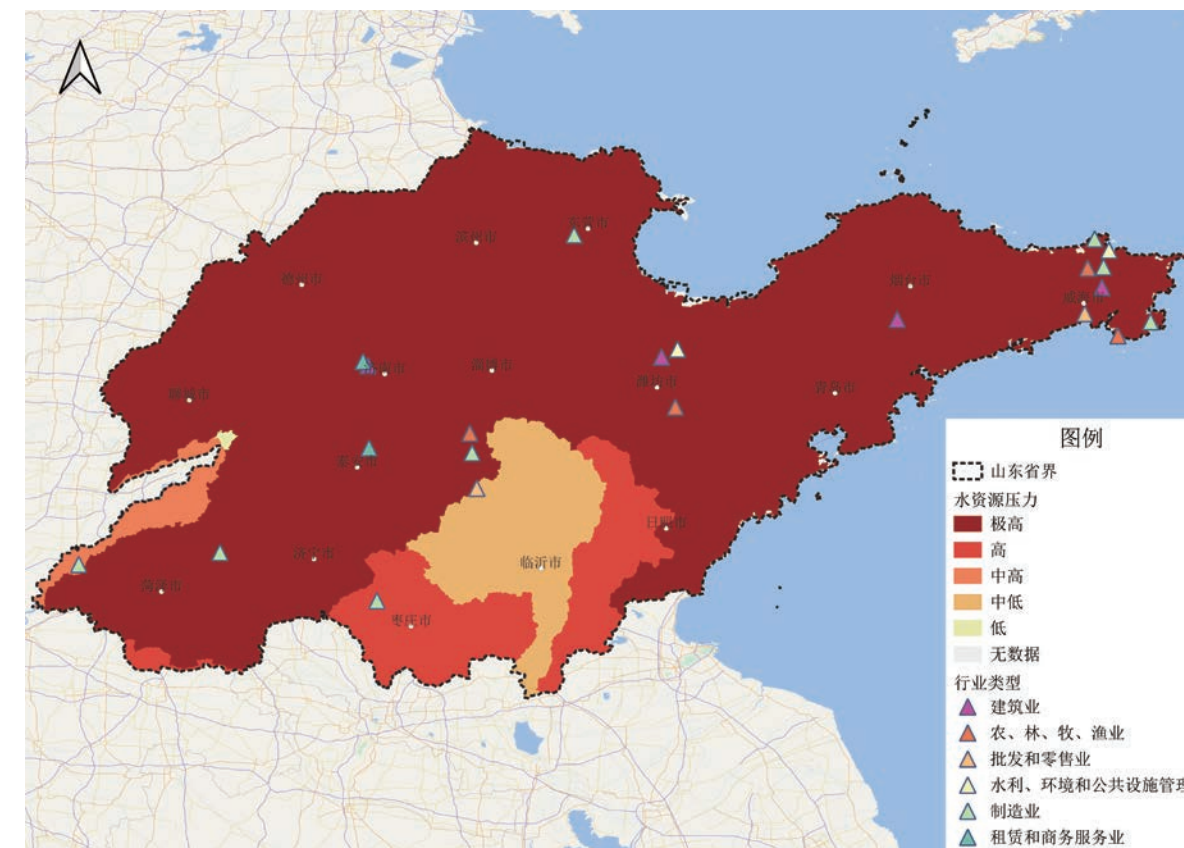 东营市
滨州市
德州市
烟台市
威海市
济南市
淄博市
潍坊市
青岛市
聊城市
泰安市
日照市
济宁市
临沂市
菏泽市
枣庄市
图例
山东省界
水资源压力
极高
高
中高
中低
低
无数据
行业类型
建筑业
农、林、牧、渔业
批发和零售业
水利、环境和公共设施管理
制造业
租赁和商务服务业